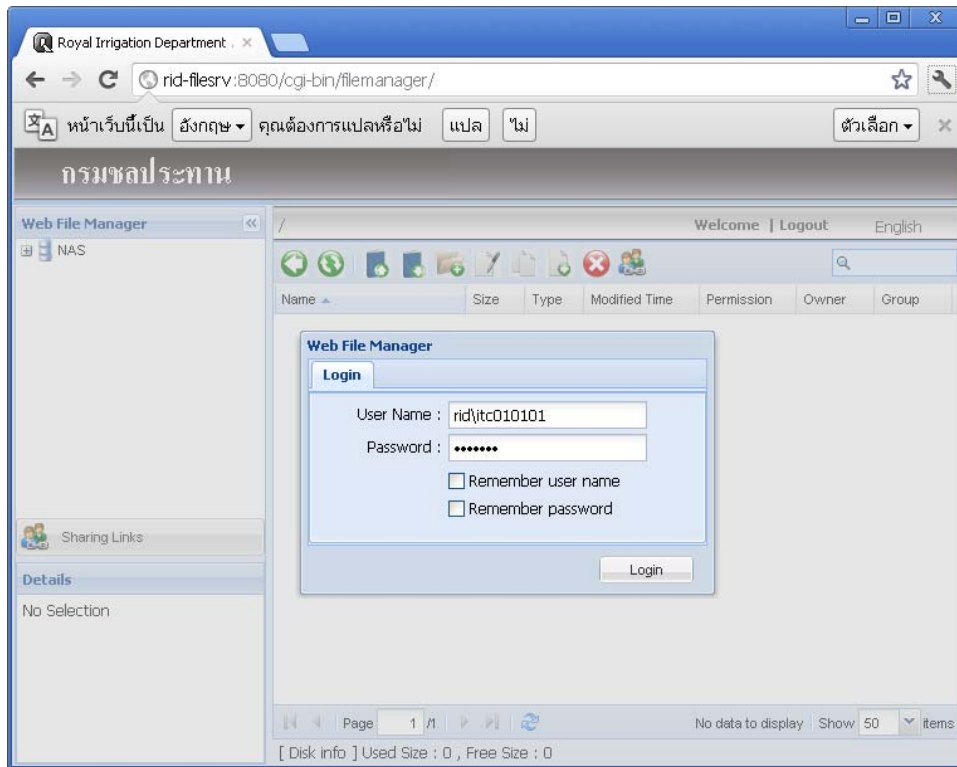 Royal Irrigation Department .
rid-filesrv:8080/cgi-bin/filemanager/
หน้าเว็บนี้เป็น อังกฤษ คุณต้องการแปลหรือไม่ แปล ไม่ ตัวเลือก
กรมชลประทาน
Web File Manager
/ Welcome | Logout English
NAS
Name Size Type Modified Time Permission Owner Group
Web File Manager
Login
User Name : rid\itc010101
Password : •••••••
Remember user name
Remember password
Login
Sharing Links
Details
No Selection
Page 1 /1 No data to display Show 50 items
[ Disk info ] Used Size : 0 , Free Size : 0